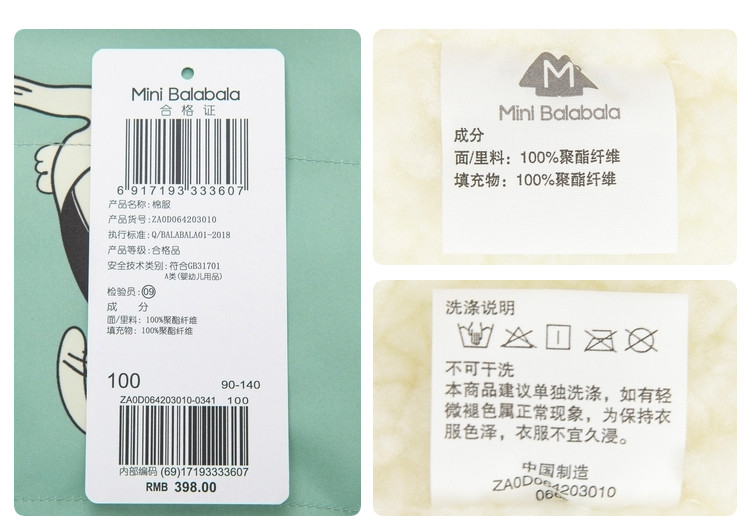 Mini Balabala
合格证
6 917193 333607
产品名称: 棉服
产品货号: ZA0D064203010
执行标准: Q/BALABALA01-2018
产品等级: 合格品
安全技术类别: 符合GB31701
A类(婴幼儿用品)
检验员: 09
成 分
面/里料: 100%聚酯纤维
填充物: 100%聚酯纤维
100 90-140
ZA0D064203010-0341 100
内部编码 (69)17193333607
RMB 398.00
M
Mini Balabala
成分
面/里料: 100%聚酯纤维
填充物: 100%聚酯纤维
洗涤说明
不可干洗
本商品建议单独洗涤, 如有轻
微褪色属正常现象, 为保持衣
服色泽, 衣服不宜久浸。
中国制造
ZA0D064203010